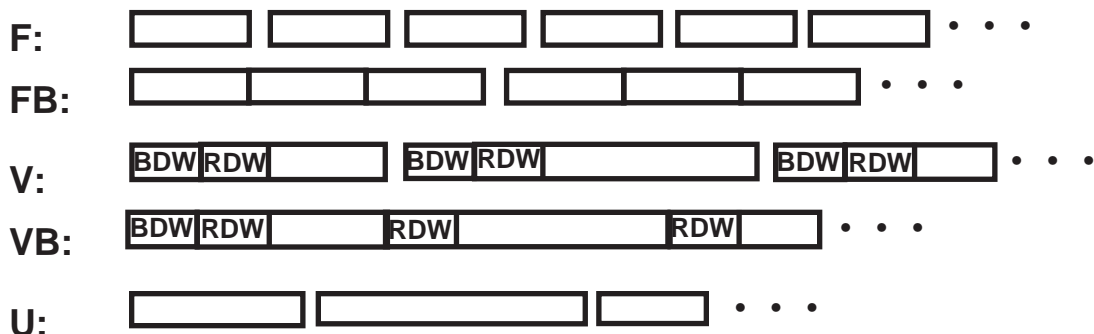 F: • • •
FB: • • •
V: BDW RDW BDW RDW BDW RDW • • •
VB: BDW RDW RDW RDW • • •
U: • • •